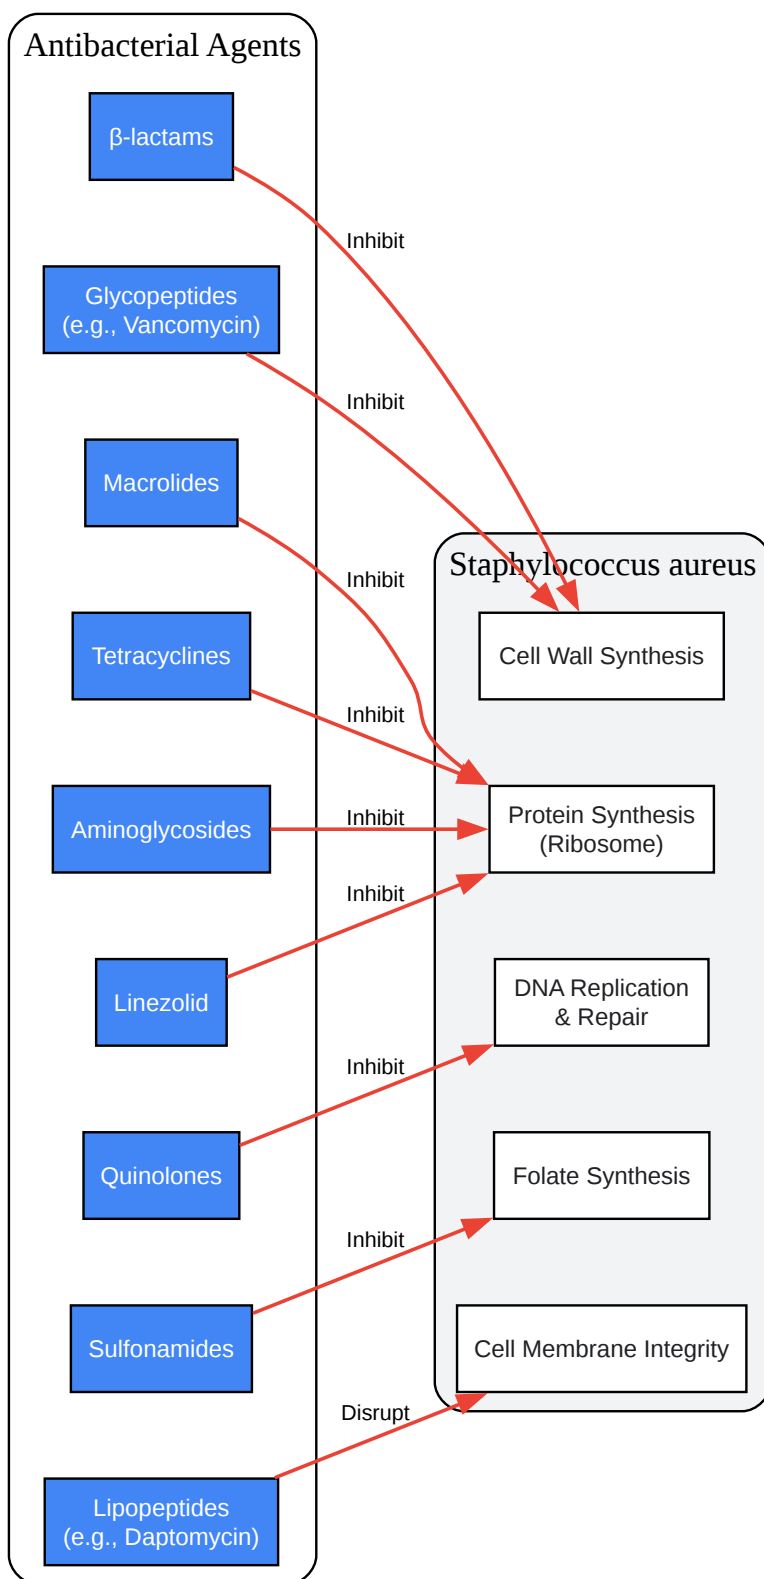 Antibacterial Agents
β-lactams
Inhibit
Glycopeptides
(e.g., Vancomycin)
Inhibit
Macrolides
Staphylococcus aureus
Inhibit
Tetracyclines
Cell Wall Synthesis
Inhibit
Aminoglycosides
Inhibit
Protein Synthesis
(Ribosome)
Inhibit
Linezolid
DNA Replication
& Repair
Inhibit
Quinolones
Folate Synthesis
Inhibit
Sulfonamides
Cell Membrane Integrity
Disrupt
Lipopeptides
(e.g., Daptomycin)